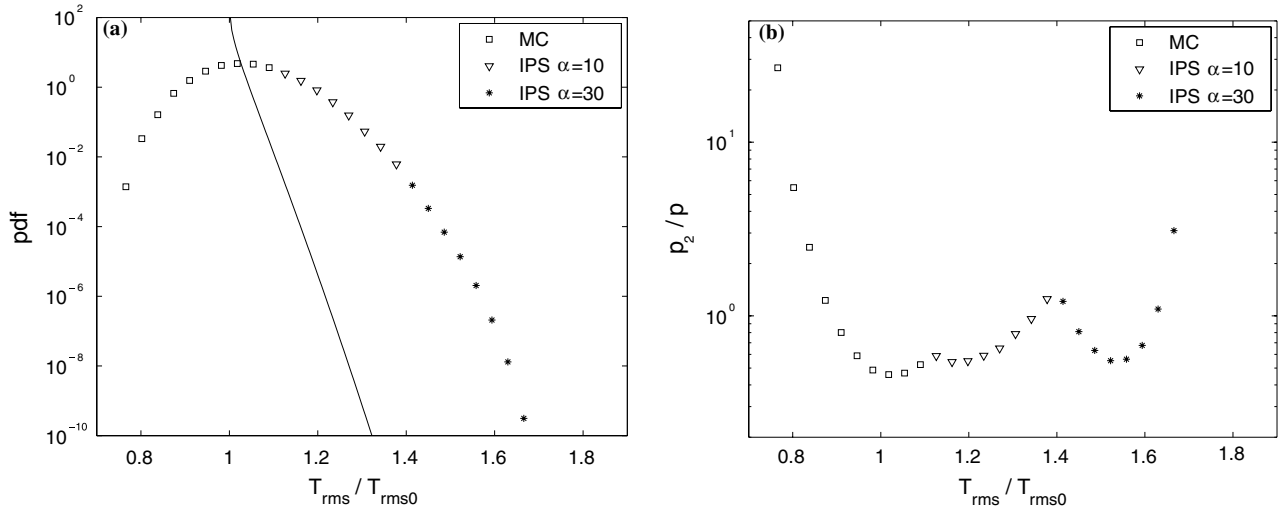 (a)
MC
IPS α=10
IPS α=30
pdf
10^2
10^0
10^-2
10^-4
10^-6
10^-8
10^-10
0.8 1 1.2 1.4 1.6 1.8
T_rms / T_rms0
(b)
MC
IPS α=10
IPS α=30
p_2 / p
10^1
10^0
0.8 1 1.2 1.4 1.6 1.8
T_rms / T_rms0